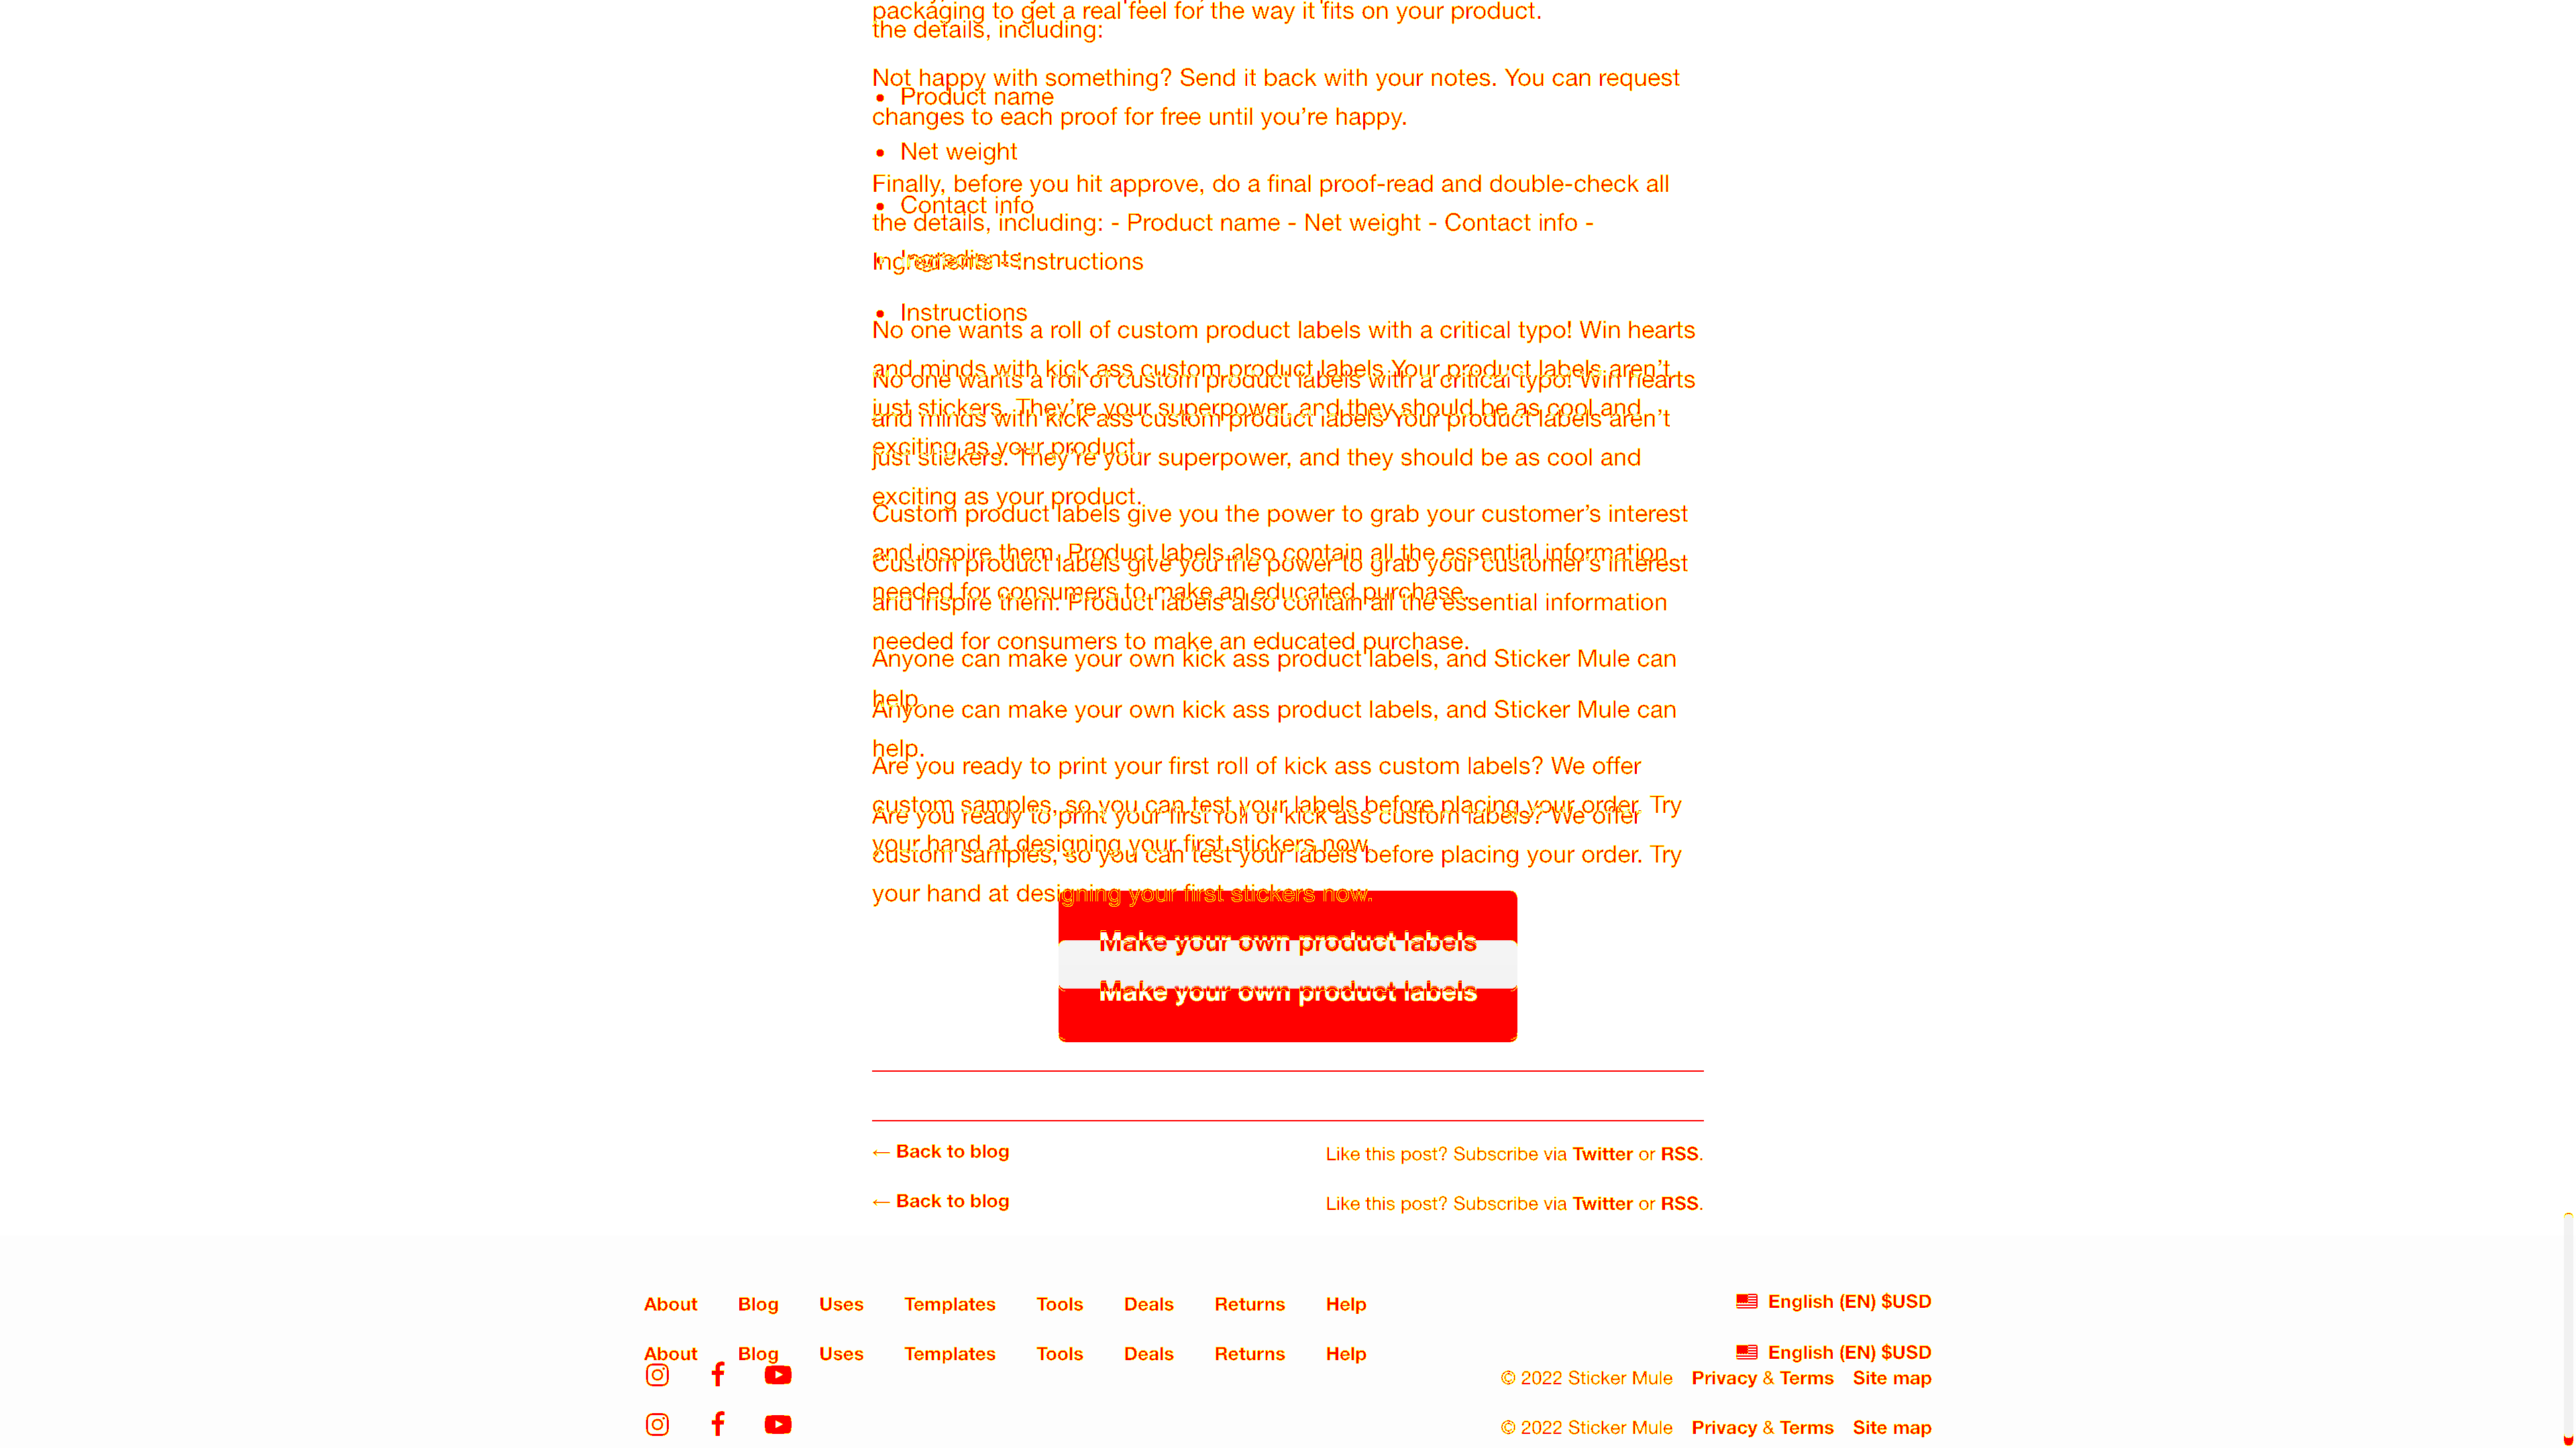 packaging to get a real feel for the way it fits on your product.
the details, including:
Not happy with something? Send it back with your notes. You can request
• Product name
changes to each proof for free until you’re happy.
• Net weight
Finally, before you hit approve, do a final proof-read and double-check all
• Contact info
the details, including: - Product name - Net weight - Contact info -
• Ingredients
Ingredients - Instructions
• Instructions
No one wants a roll of custom product labels with a critical typo! Win hearts
and minds with kick ass custom product labels Your product labels aren’t
No one wants a roll of custom product labels with a critical typo! Win hearts
just stickers. They’re your superpower, and they should be as cool and
and minds with kick ass custom product labels Your product labels aren’t
exciting as your product.
just stickers. They’re your superpower, and they should be as cool and
exciting as your product.
Custom product labels give you the power to grab your customer’s interest
and inspire them. Product labels also contain all the essential information
Custom product labels give you the power to grab your customer’s interest
needed for consumers to make an educated purchase.
and inspire them. Product labels also contain all the essential information
needed for consumers to make an educated purchase.
Anyone can make your own kick ass product labels, and Sticker Mule can
help.
Anyone can make your own kick ass product labels, and Sticker Mule can
help.
Are you ready to print your first roll of kick ass custom labels? We offer
custom samples, so you can test your labels before placing your order. Try
Are you ready to print your first roll of kick ass custom labels? We offer
your hand at designing your first stickers now.
custom samples, so you can test your labels before placing your order. Try
your hand at designing your first stickers now.
Make your own product labels
Make your own product labels
← Back to blog Like this post? Subscribe via Twitter or RSS.
← Back to blog Like this post? Subscribe via Twitter or RSS.
About Blog Uses Templates Tools Deals Returns Help English (EN) $USD
About Blog Uses Templates Tools Deals Returns Help English (EN) $USD
© 2022 Sticker Mule Privacy & Terms Site map
© 2022 Sticker Mule Privacy & Terms Site map